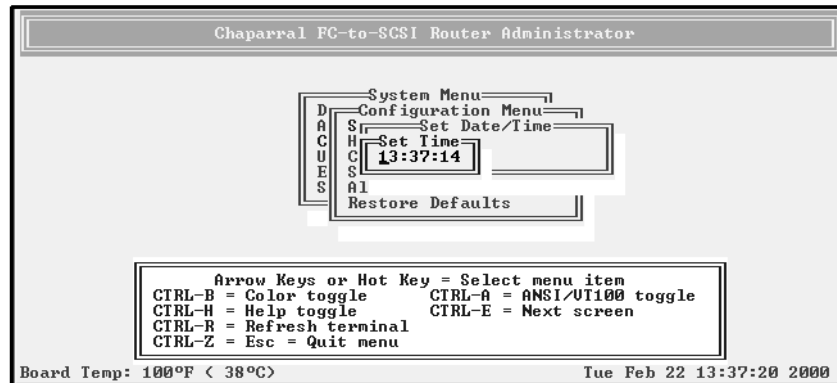 Chaparral FC-to-SCSI Router Administrator
System Menu
D Configuration Menu
A S Set Date/Time
C H Set Time
U C 13:37:14
E S
S Al
Restore Defaults
Arrow Keys or Hot Key = Select menu item
CTRL-B = Color toggle CTRL-A = ANSI/VT100 toggle
CTRL-H = Help toggle CTRL-E = Next screen
CTRL-R = Refresh terminal
CTRL-Z = Esc = Quit menu
Board Temp: 100°F ( 38°C) Tue Feb 22 13:37:20 2000